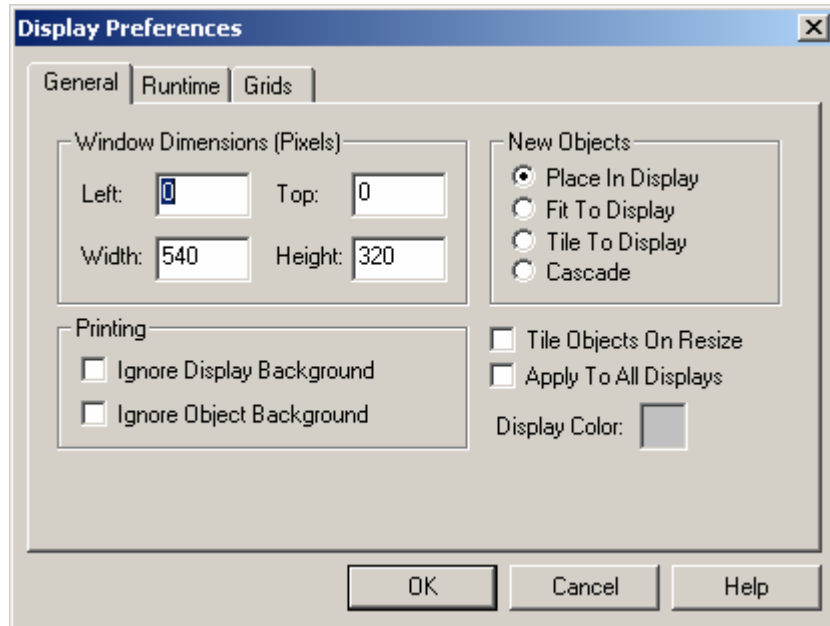 Display Preferences
General Runtime Grids
Window Dimensions (Pixels)
Left: 0 Top: 0
Width: 540 Height: 320
New Objects
Place In Display
Fit To Display
Tile To Display
Cascade
Printing
Ignore Display Background
Ignore Object Background
Tile Objects On Resize
Apply To All Displays
Display Color:
OK Cancel Help